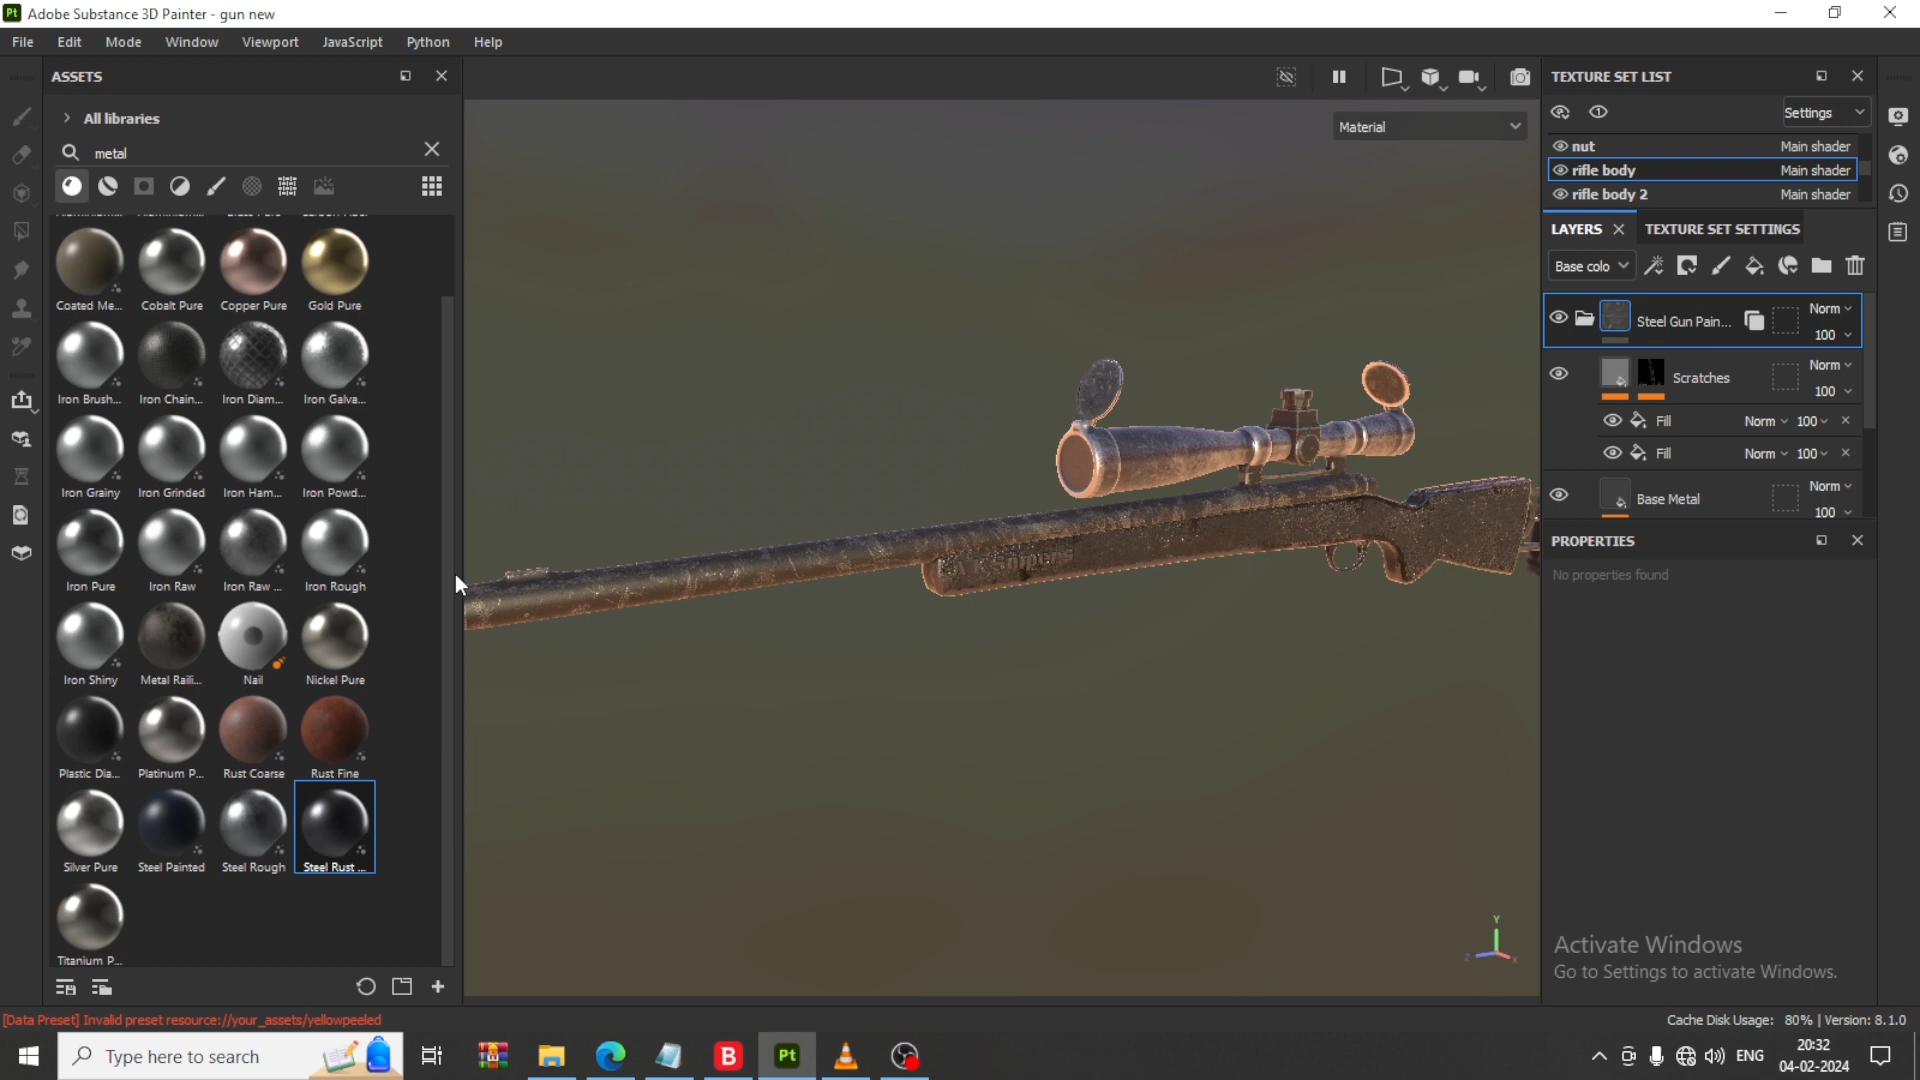 Pt Adobe Substance 3D Painter - gun new
File Edit Mode Window Viewport JavaScript Python Help
ASSETS
All libraries
metal
Coated Me... Cobalt Pure Copper Pure Gold Pure
Iron Brush... Iron Chain... Iron Diam... Iron Galva...
Iron Grainy Iron Grinded Iron Ham... Iron Powd...
Iron Pure Iron Raw Iron Raw ... Iron Rough
Iron Shiny Metal Raili... Nail Nickel Pure
Plastic Dia... Platinum P... Rust Coarse Rust Fine
Silver Pure Steel Painted Steel Rough Steel Rust ...
Titanium P...
Material
Snipers
Y
Z X
TEXTURE SET LIST
Settings
nut Main shader
rifle body Main shader
rifle body 2 Main shader
LAYERS TEXTURE SET SETTINGS
Base colo
Steel Gun Pain... Norm
100
Scratches Norm
100
Fill Norm 100
Fill Norm 100
Base Metal Norm
100
PROPERTIES
No properties found
Activate Windows
Go to Settings to activate Windows.
[Data Preset] Invalid preset resource://your_assets/yellowpeeled
Cache Disk Usage: 80% | Version: 8.1.0
Type here to search
B
Pt
ENG
20:32
04-02-2024